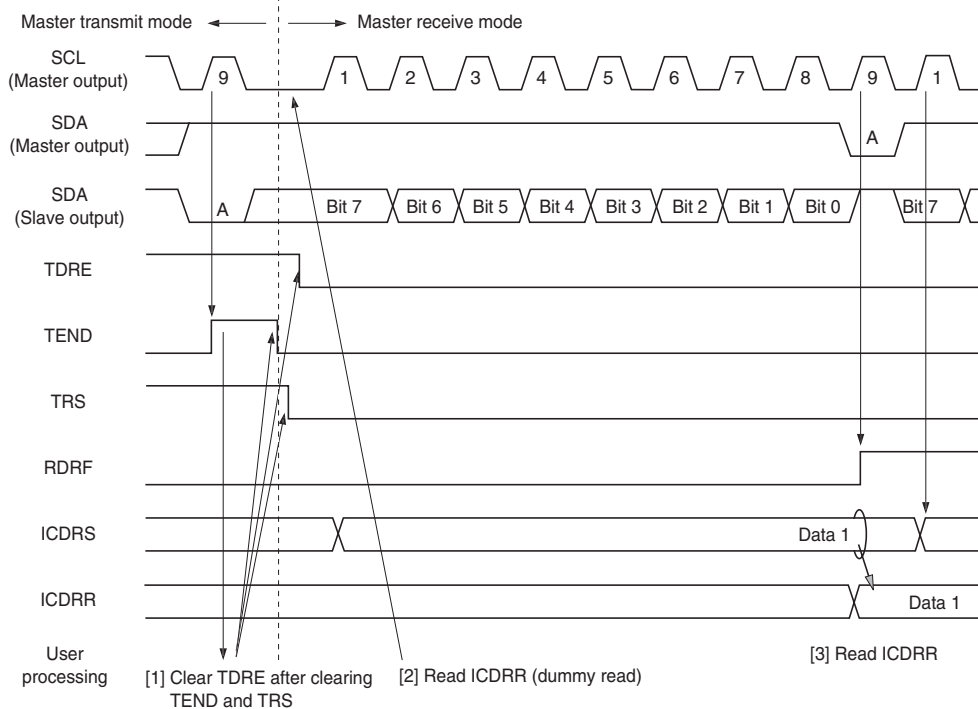 Master transmit mode
Master receive mode
SCL
(Master output)
9 1 2 3 4 5 6 7 8 9 1
SDA
(Master output)
A
SDA
(Slave output)
A Bit 7 Bit 6 Bit 5 Bit 4 Bit 3 Bit 2 Bit 1 Bit 0 Bit 7
TDRE
TEND
TRS
RDRF
ICDRS
Data 1
ICDRR
Data 1
User
processing
[1] Clear TDRE after clearing
TEND and TRS
[2] Read ICDRR (dummy read)
[3] Read ICDRR